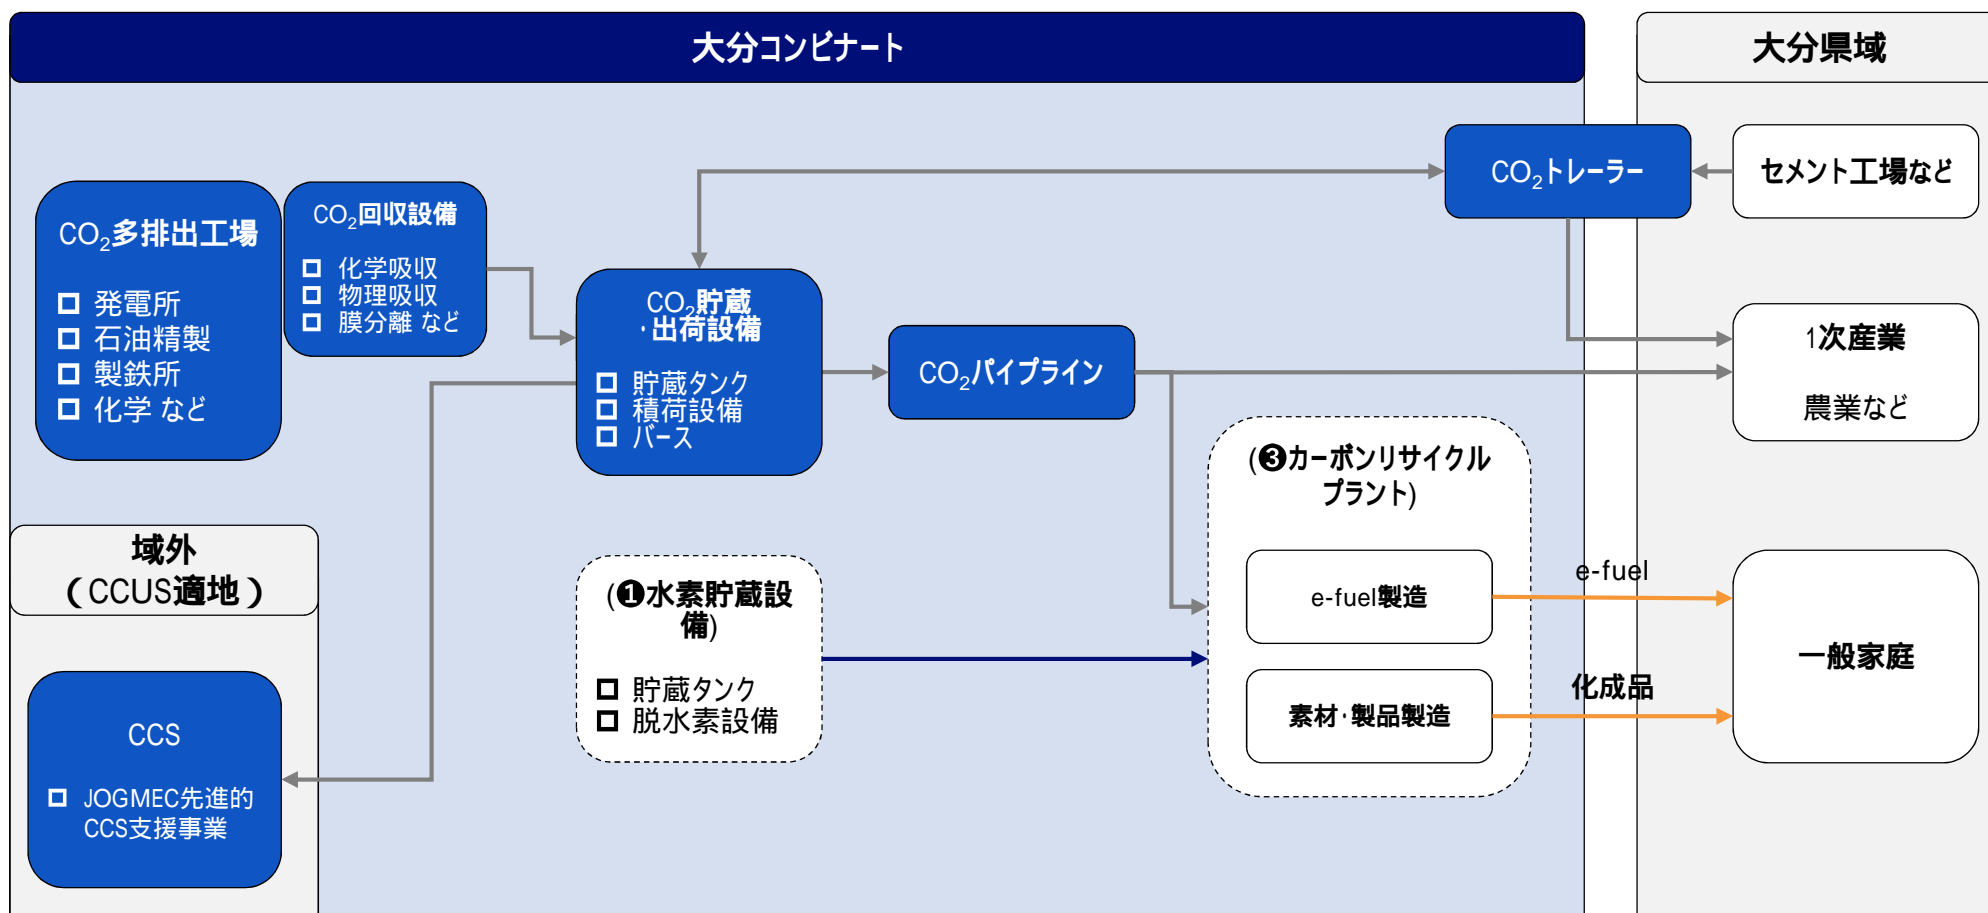 大分コンビナート
大分県域
CO₂トレーラー
セメント工場など
CO₂多排出工場
発電所
石油精製
製鉄所
化学 など
CO₂回収設備
化学吸収
物理吸収
膜分離 など
CO₂貯蔵
・出荷設備
貯蔵タンク
積荷設備
バース
CO₂パイプライン
1次産業
農業など
(❸カーボンリサイクル
プラント)
e-fuel製造
素材・製品製造
e-fuel
化成品
一般家庭
(❶水素貯蔵設
備)
貯蔵タンク
脱水素設備
域外
（CCUS適地）
CCS
JOGMEC先進的
CCS支援事業